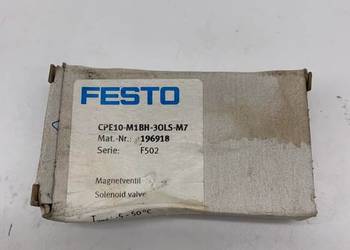 FESTO
CPE10-M1BH-3OLS-M7
Mat.-Nr.: 196918
Serie: F502
Magnetventil
Solenoid valve